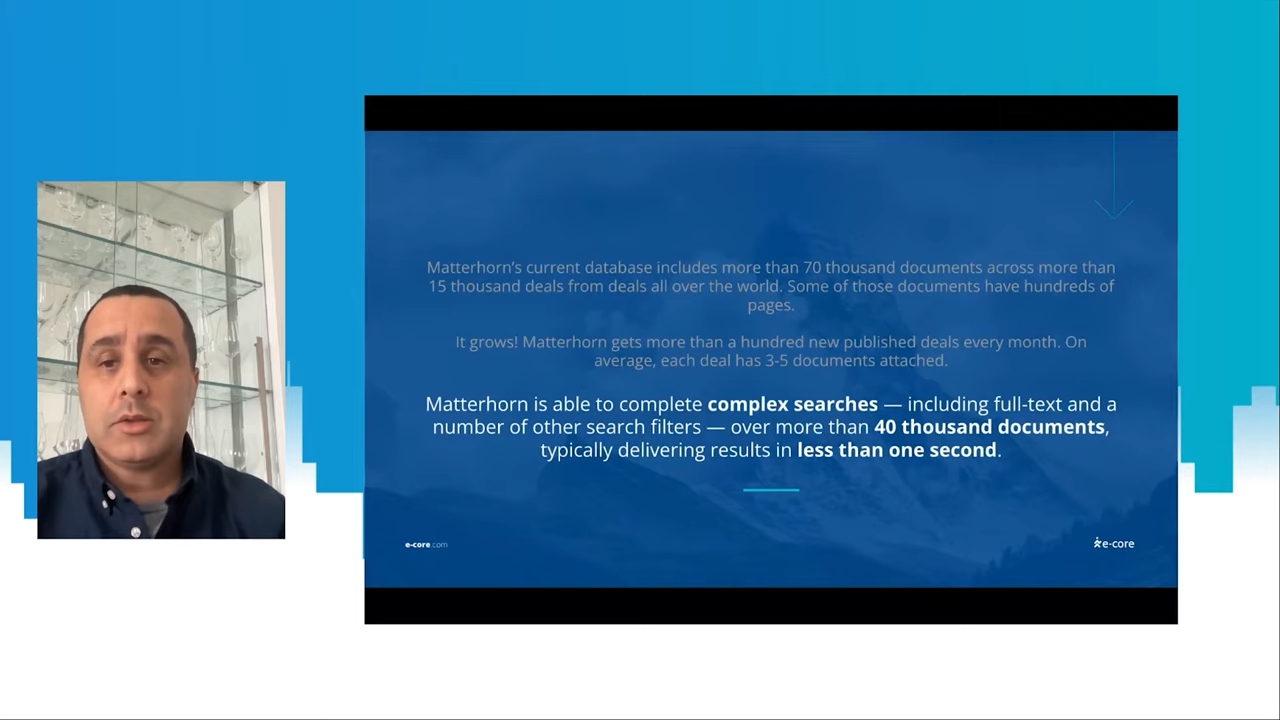 Matterhorn’s current database includes more than 70 thousand documents across more than
15 thousand deals from deals all over the world. Some of those documents have hundreds of
pages.
It grows! Matterhorn gets more than a hundred new published deals every month. On
average, each deal has 3-5 documents attached.
Matterhorn is able to complete complex searches — including full-text and a
number of other search filters — over more than 40 thousand documents,
typically delivering results in less than one second.
e-core.com
e-core